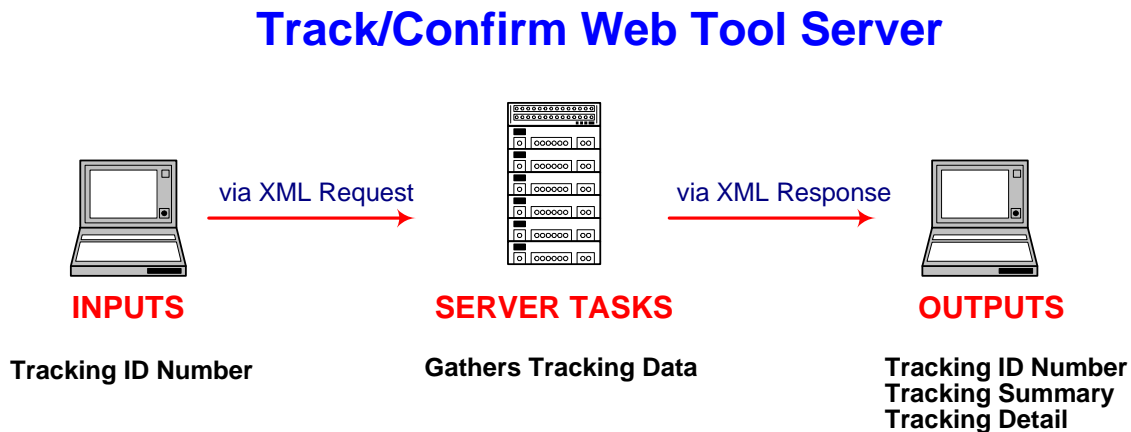 Track/Confirm Web Tool Server
via XML Request
via XML Response
INPUTS
SERVER TASKS
OUTPUTS
Tracking ID Number
Gathers Tracking Data
Tracking ID Number
Tracking Summary
Tracking Detail